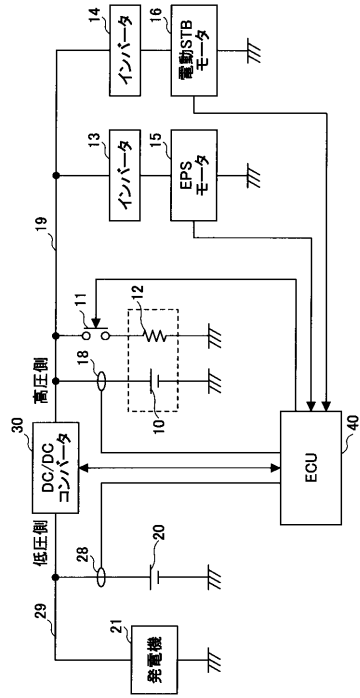 29
低圧側
30
DC/DC
コンバータ
高圧側
19
14
インバータ
16
電動STB
モータ
13
インバータ
15
EPS
モータ
11
12
18
10
28
20
21
発電機
ECU
40